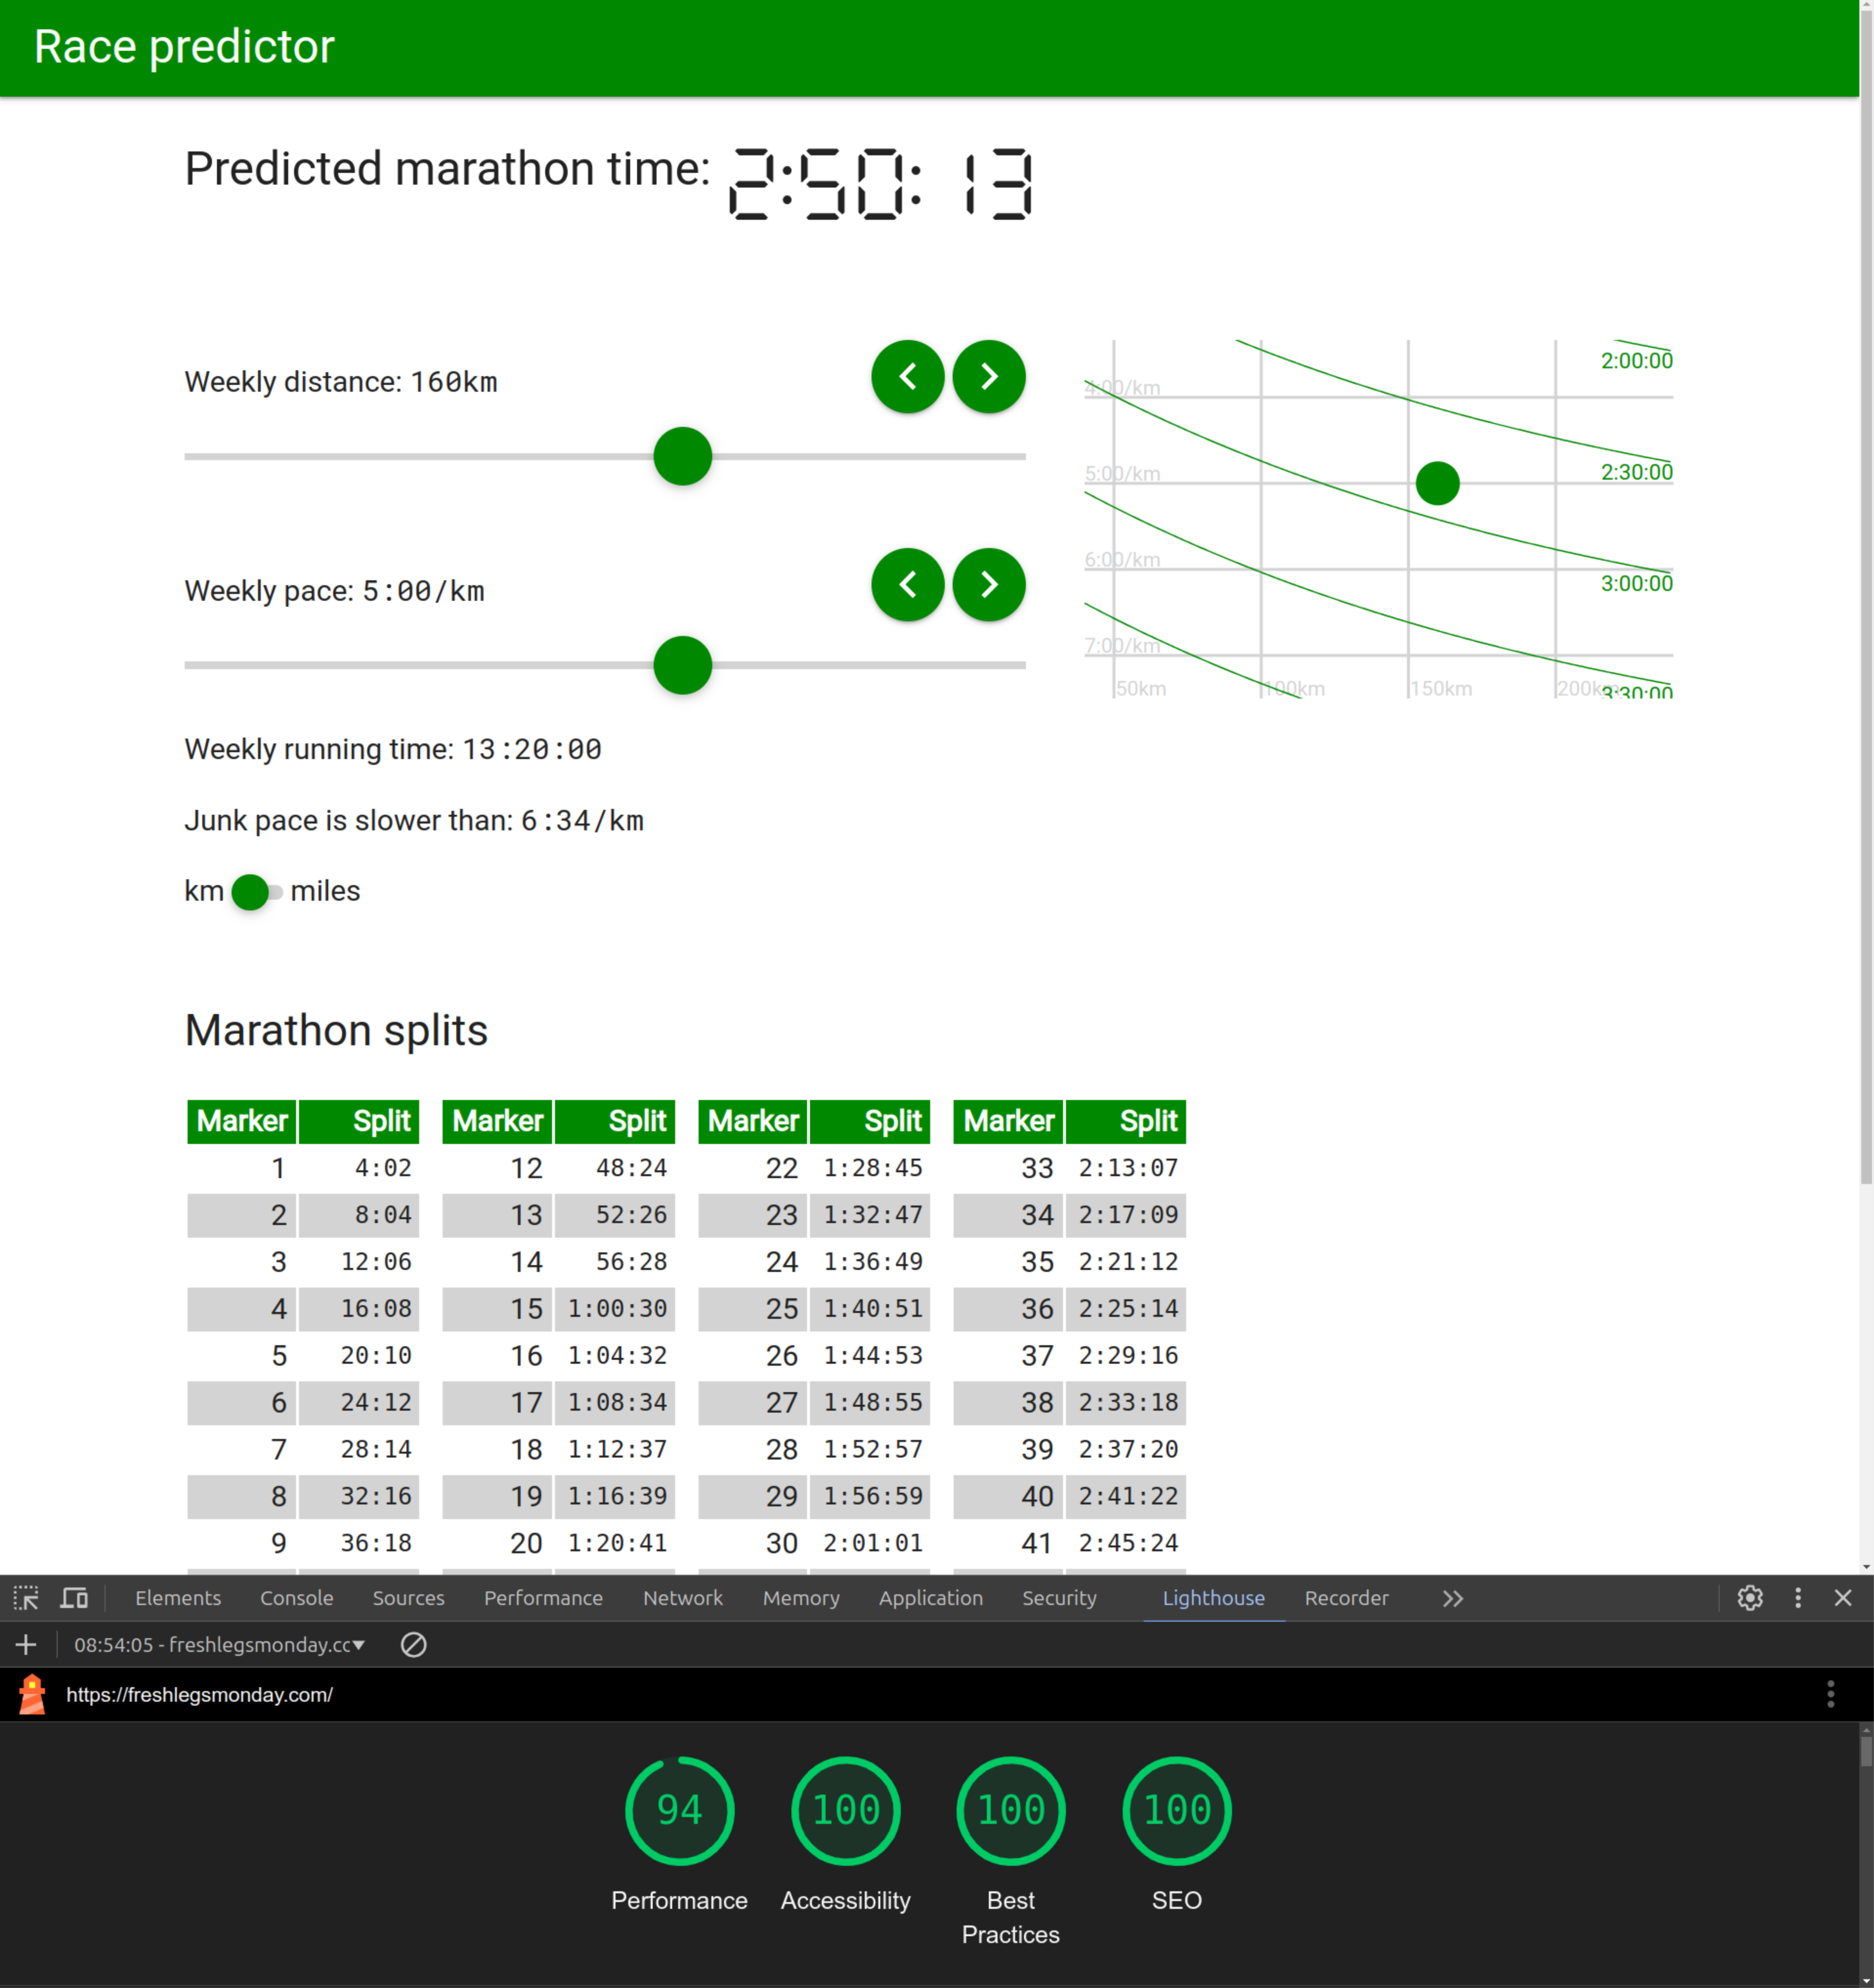 Race predictor
Predicted marathon time: 2:50:13
Weekly distance: 160km
Weekly pace: 5:00/km
Weekly running time: 13:20:00
Junk pace is slower than: 6:34/km
km miles
2:00:00
4:00/km
2:30:00
5:00/km
3:00:00
6:00/km
7:00/km
50km 100km 150km 200km 3:30:00
Marathon splits
Marker Split Marker Split Marker Split Marker Split
1 4:02 12 48:24 22 1:28:45 33 2:13:07
2 8:04 13 52:26 23 1:32:47 34 2:17:09
3 12:06 14 56:28 24 1:36:49 35 2:21:12
4 16:08 15 1:00:30 25 1:40:51 36 2:25:14
5 20:10 16 1:04:32 26 1:44:53 37 2:29:16
6 24:12 17 1:08:34 27 1:48:55 38 2:33:18
7 28:14 18 1:12:37 28 1:52:57 39 2:37:20
8 32:16 19 1:16:39 29 1:56:59 40 2:41:22
9 36:18 20 1:20:41 30 2:01:01 41 2:45:24
Elements Console Sources Performance Network Memory Application Security Lighthouse Recorder
08:54:05 - freshlegsmonday.cc
https://freshlegsmonday.com/
94 100 100 100
Performance Accessibility Best Practices SEO